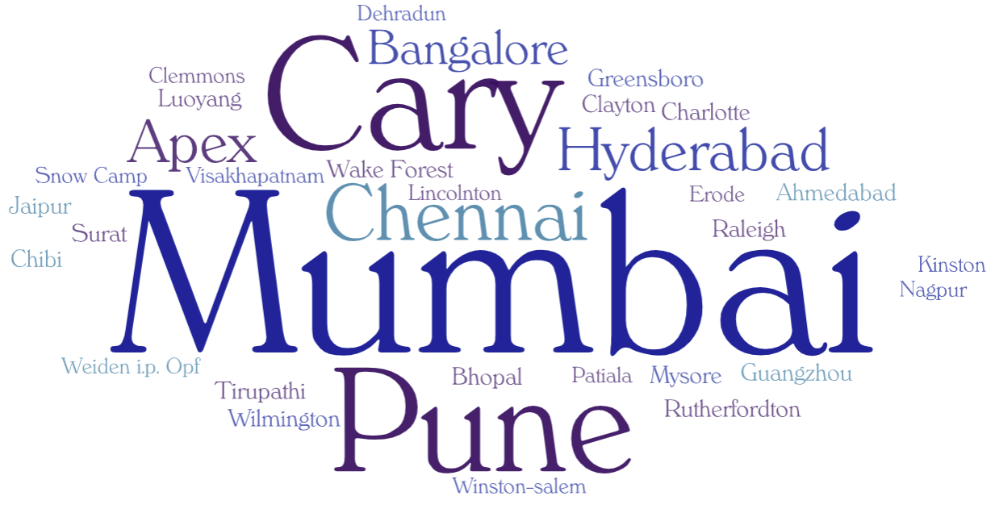 Dehradun
Bangalore
Cary
Clemmons
Luoyang
Greensboro
Clayton
Charlotte
Apex
Hyderabad
Snow Camp
Visakhapatnam
Wake Forest
Lincolnton
Chennai
Erode
Ahmedabad
Jaipur
Surat
Raleigh
Chibi
Mumbai
Kinston
Nagpur
Weiden i.p. Opf
Tirupathi
Wilmington
Pune
Bhopal
Patiala
Mysore
Guangzhou
Rutherfordton
Winston-salem